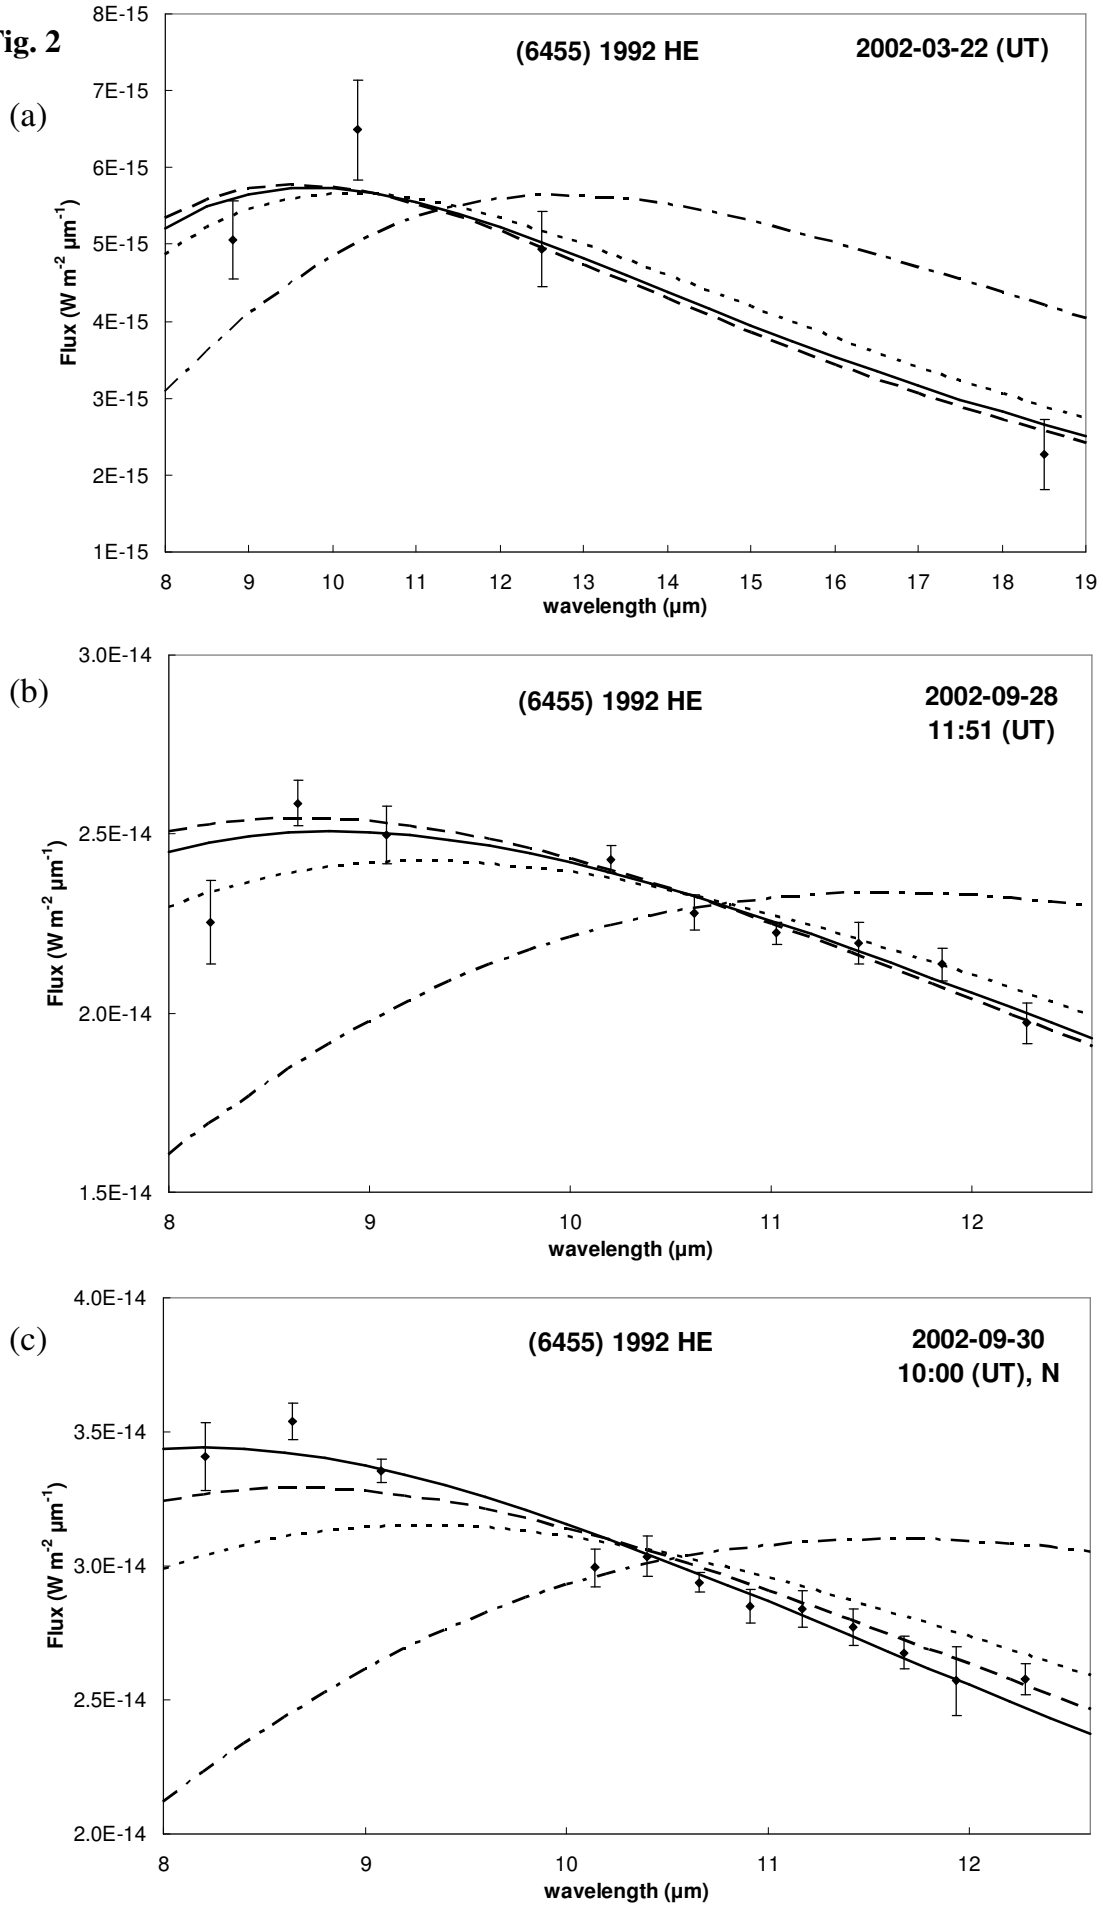 ig. 2
(a)
(6455) 1992 HE
2002-03-22 (UT)
8E-15
7E-15
6E-15
5E-15
4E-15
3E-15
2E-15
1E-15
Flux (W m⁻² µm⁻¹)
8 9 10 11 12 13 14 15 16 17 18 19
wavelength (µm)
(b)
(6455) 1992 HE
2002-09-28
11:51 (UT)
3.0E-14
2.5E-14
2.0E-14
1.5E-14
Flux (W m⁻² µm⁻¹)
8 9 10 11 12
wavelength (µm)
(c)
(6455) 1992 HE
2002-09-30
10:00 (UT), N
4.0E-14
3.5E-14
3.0E-14
2.5E-14
2.0E-14
Flux (W m⁻² µm⁻¹)
8 9 10 11 12
wavelength (µm)